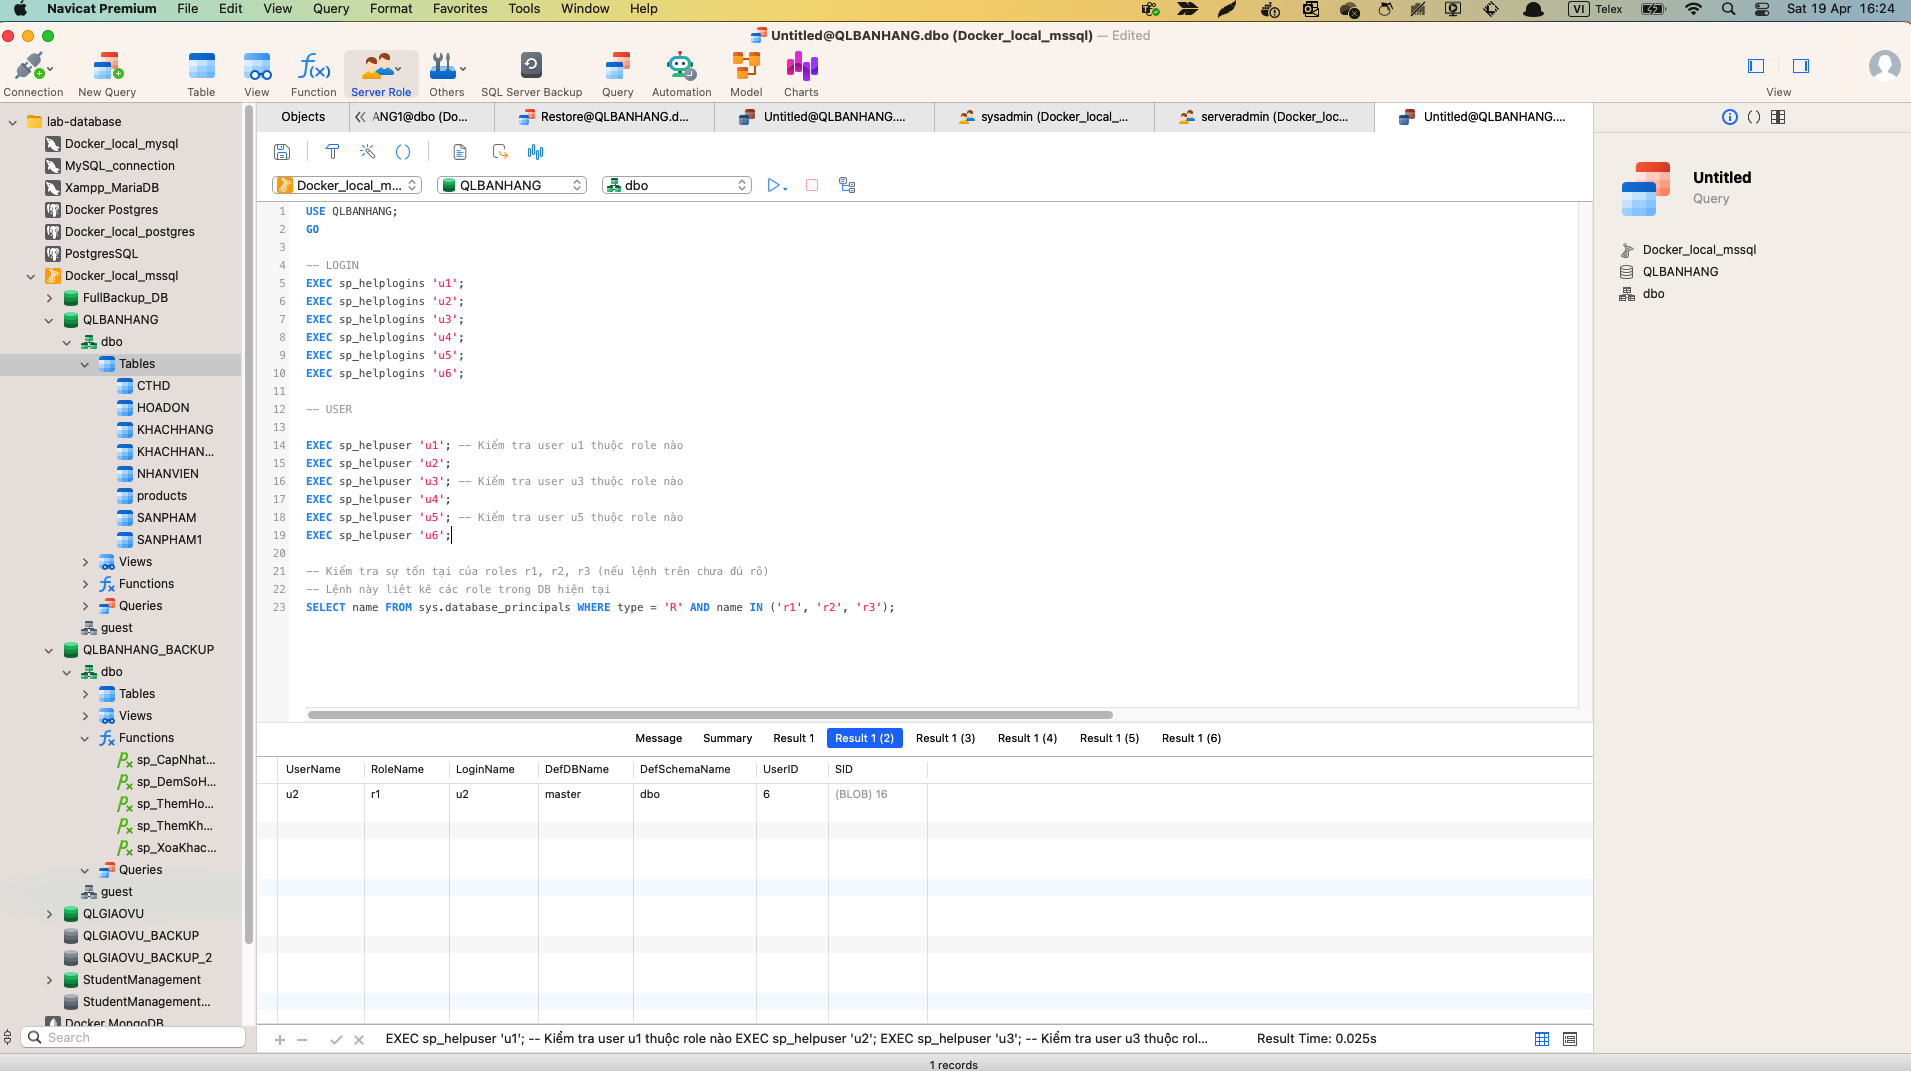 Navicat Premium File Edit View Query Format Favorites Tools Window Help VI Telex Sat 19 Apr 16:24
Untitled@QLBANHANG.dbo (Docker_local_mssql) — Edited
Connection New Query Table View Function Server Role Others SQL Server Backup Query Automation Model Charts View
Objects ANG1@dbo (Do... Restore@QLBANHANG.d... Untitled@QLBANHANG.... sysadmin (Docker_local_... serveradmin (Docker_loc... Untitled@QLBANHANG....
Docker_local_m... QLBANHANG dbo
lab-database
Docker_local_mysql
MySQL_connection
Xampp_MariaDB
Docker Postgres
Docker_local_postgres
PostgresSQL
Docker_local_mssql
FullBackup_DB
QLBANHANG
dbo
Tables
CTHD
HOADON
KHACHHANG
KHACHHAN...
NHANVIEN
products
SANPHAM
SANPHAM1
Views
Functions
Queries
guest
QLBANHANG_BACKUP
dbo
Tables
Views
Functions
sp_CapNhat...
sp_DemSoH...
sp_ThemHo...
sp_ThemKh...
sp_XoaKhac...
Queries
guest
QLGIAOVU
QLGIAOVU_BACKUP
QLGIAOVU_BACKUP_2
StudentManagement
StudentManagement...
Docker MongoDB
Search
1 USE QLBANHANG;
2 GO
3
4 -- LOGIN
5 EXEC sp_helplogins 'u1';
6 EXEC sp_helplogins 'u2';
7 EXEC sp_helplogins 'u3';
8 EXEC sp_helplogins 'u4';
9 EXEC sp_helplogins 'u5';
10 EXEC sp_helplogins 'u6';
11
12 -- USER
13
14 EXEC sp_helpuser 'u1'; -- Kiểm tra user u1 thuộc role nào
15 EXEC sp_helpuser 'u2';
16 EXEC sp_helpuser 'u3'; -- Kiểm tra user u3 thuộc role nào
17 EXEC sp_helpuser 'u4';
18 EXEC sp_helpuser 'u5'; -- Kiểm tra user u5 thuộc role nào
19 EXEC sp_helpuser 'u6';
20
21 -- Kiểm tra sự tồn tại của roles r1, r2, r3 (nếu lệnh trên chưa đủ rõ)
22 -- Lệnh này liệt kê các role trong DB hiện tại
23 SELECT name FROM sys.database_principals WHERE type = 'R' AND name IN ('r1', 'r2', 'r3');
Message Summary Result 1 Result 1 (2) Result 1 (3) Result 1 (4) Result 1 (5) Result 1 (6)
UserName RoleName LoginName DefDBName DefSchemaName UserID SID
u2 r1 u2 master dbo 6 (BLOB) 16
EXEC sp_helpuser 'u1'; -- Kiểm tra user u1 thuộc role nào EXEC sp_helpuser 'u2'; EXEC sp_helpuser 'u3'; -- Kiểm tra user u3 thuộc rol... Result Time: 0.025s
1 records
Untitled
Query
Docker_local_mssql
QLBANHANG
dbo